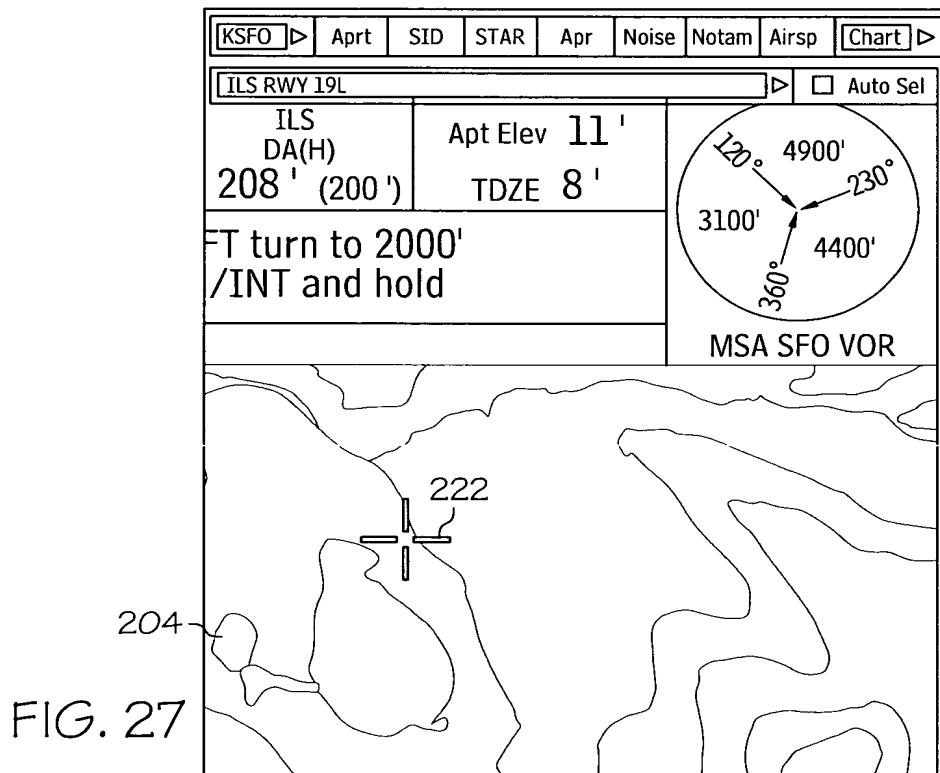 KSFO Aprt SID STAR Apr Noise Notam Airsp Chart
ILS RWY 19L Auto Sel
ILS
DA(H)
208' (200')
Apt Elev 11'
TDZE 8'
FT turn to 2000'
/INT and hold
120°
4900'
230°
3100'
4400'
360°
MSA SFO VOR
222
204
FIG. 27